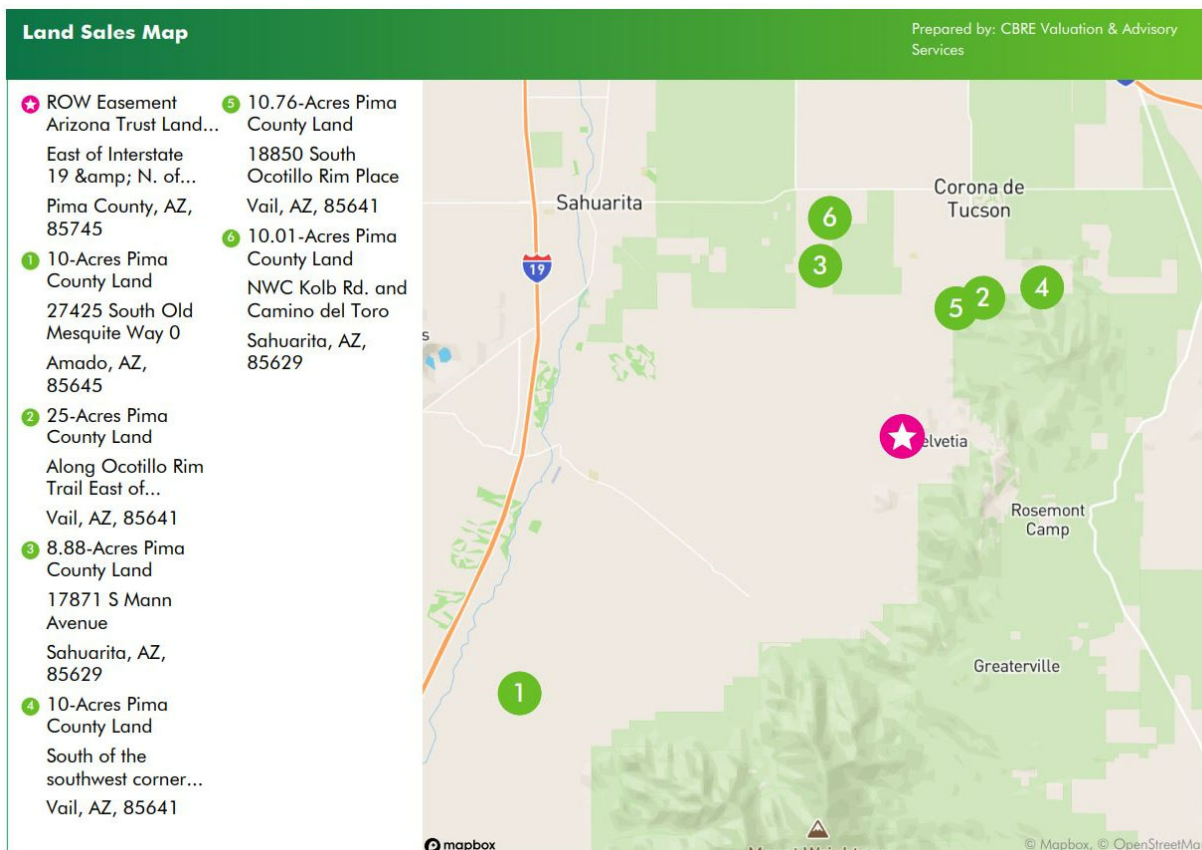 Land Sales Map
Prepared by: CBRE Valuation & Advisory
Services
ROW Easement
Arizona Trust Land...
East of Interstate
19 &amp; N. of...
Pima County, AZ,
85745
1 10-Acres Pima
County Land
27425 South Old
Mesquite Way 0
Amado, AZ,
85645
2 25-Acres Pima
County Land
Along Ocotillo Rim
Trail East of...
Vail, AZ, 85641
3 8.88-Acres Pima
County Land
17871 S Mann
Avenue
Sahuarita, AZ,
85629
4 10-Acres Pima
County Land
South of the
southwest corner...
Vail, AZ, 85641
5 10.76-Acres Pima
County Land
18850 South
Ocotillo Rim Place
Vail, AZ, 85641
6 10.01-Acres Pima
County Land
NWC Kolb Rd. and
Camino del Toro
Sahuarita, AZ,
85629
Sahuarita
Corona de
Tucson
6
19
3
4
2
5
s
elvetia
Rosemont
Camp
Greaterville
1
mapbox
© Mapbox, © OpenStreetMa